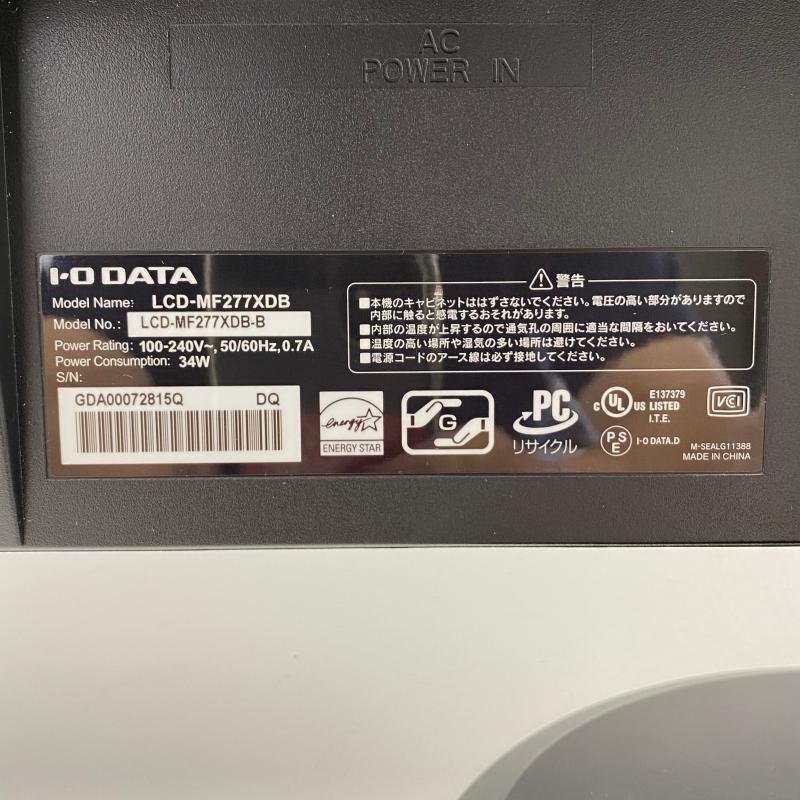 AC
POWER IN
I-O DATA
Model Name: LCD-MF277XDB
Model No.: LCD-MF277XDB-B
Power Rating: 100-240V~, 50/60Hz, 0.7A
Power Consumption: 34W
S/N:
GDA00072815Q DQ
⚠警告
■本機のキャビネットははずさないでください。電圧の高い部分がありますので
内部に触ると感電するおそれがあります。
■内部の温度が上昇するので通気孔の周囲に適当な間隔をおいてください。
■温度の高い場所や湿気の多い場所は避けてください。
■電源コードのアース線は必ず接地してください。
energy
ENERGY STAR
G
PC
リサイクル
C UL US LISTED
E137379
I.T.E.
PSE
I-O DATA.D
VCCI
M-SEALG11388
MADE IN CHINA